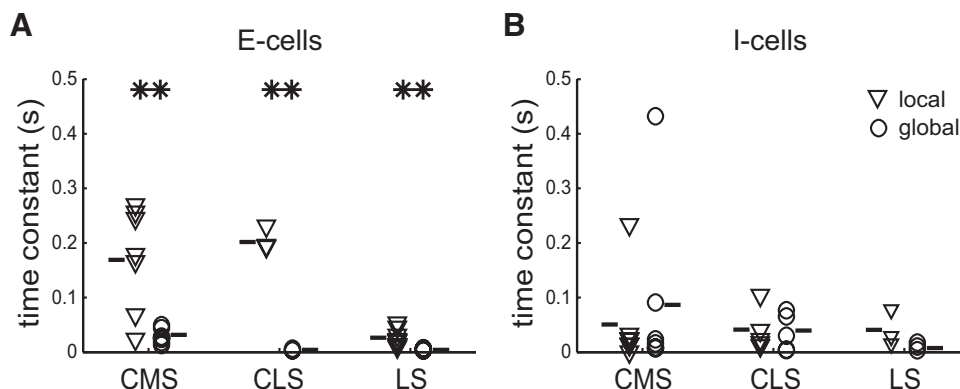 A
E-cells
B
I-cells
time constant (s)
0.5
0.4
0.3
0.2
0.1
0
**
**
**
CMS
CLS
LS
time constant (s)
0.5
0.4
0.3
0.2
0.1
0
local
global
CMS
CLS
LS